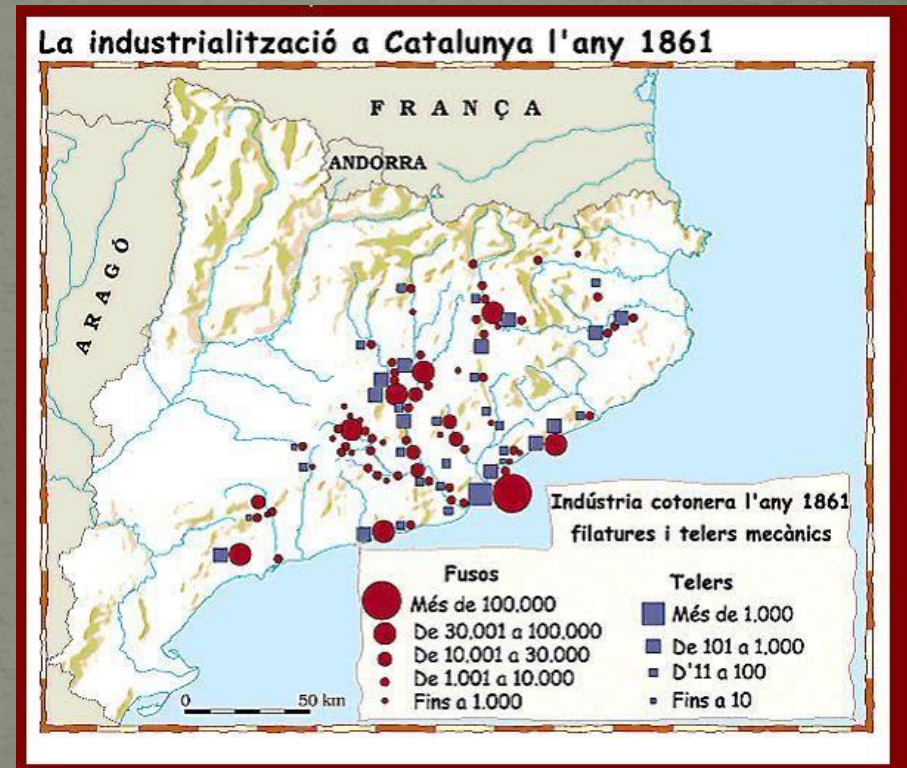 La industrialització a Catalunya l'any 1861
FRANÇA
ANDORRA
ARAGÓ
Indústria cotonera l'any 1861
filatures i telers mecànics
Fusos
Més de 100.000
De 30.001 a 100.000
De 10.001 a 30.000
De 1.001 a 10.000
Fins a 1.000
Telers
Més de 1.000
De 101 a 1.000
D'11 a 100
Fins a 10
0 50 km